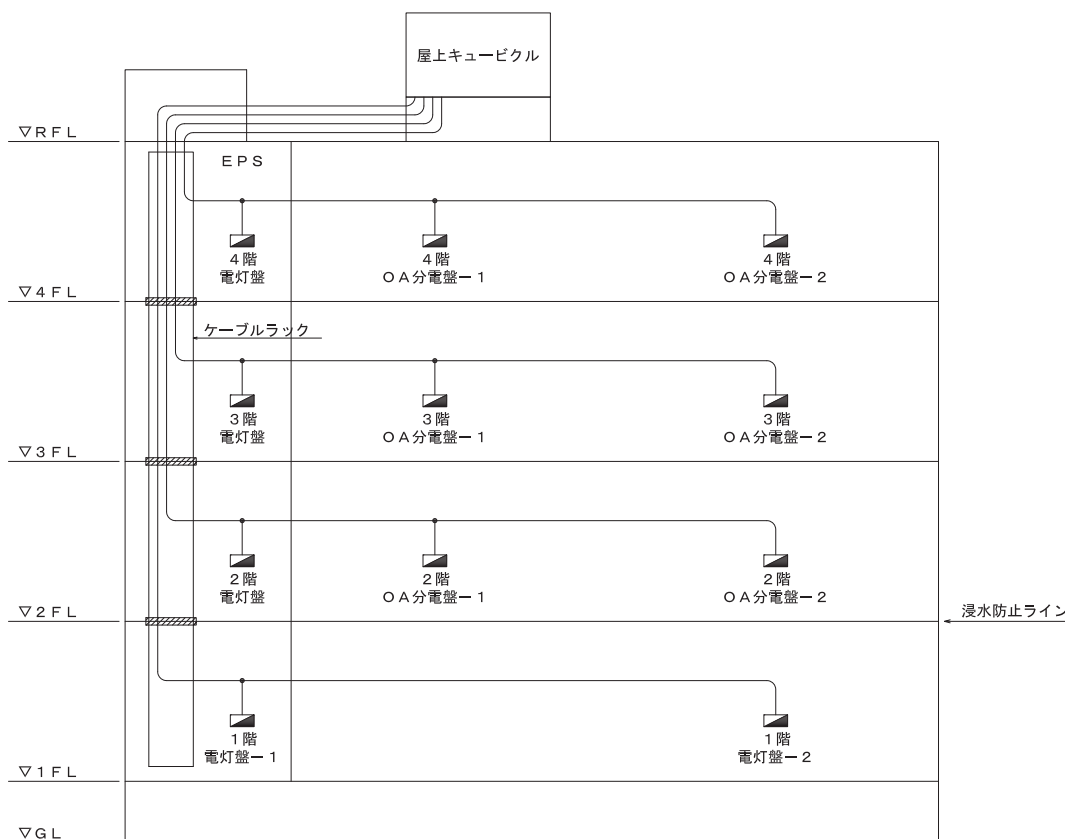 屋上キュービクル
▽ＲＦＬ
ＥＰＳ
４階
電灯盤
４階
ＯＡ分電盤－１
４階
ＯＡ分電盤－２
▽４ＦＬ
ケーブルラック
３階
電灯盤
３階
ＯＡ分電盤－１
３階
ＯＡ分電盤－２
▽３ＦＬ
２階
電灯盤
２階
ＯＡ分電盤－１
２階
ＯＡ分電盤－２
▽２ＦＬ
浸水防止ライン
１階
電灯盤－１
１階
電灯盤－２
▽１ＦＬ
▽ＧＬ